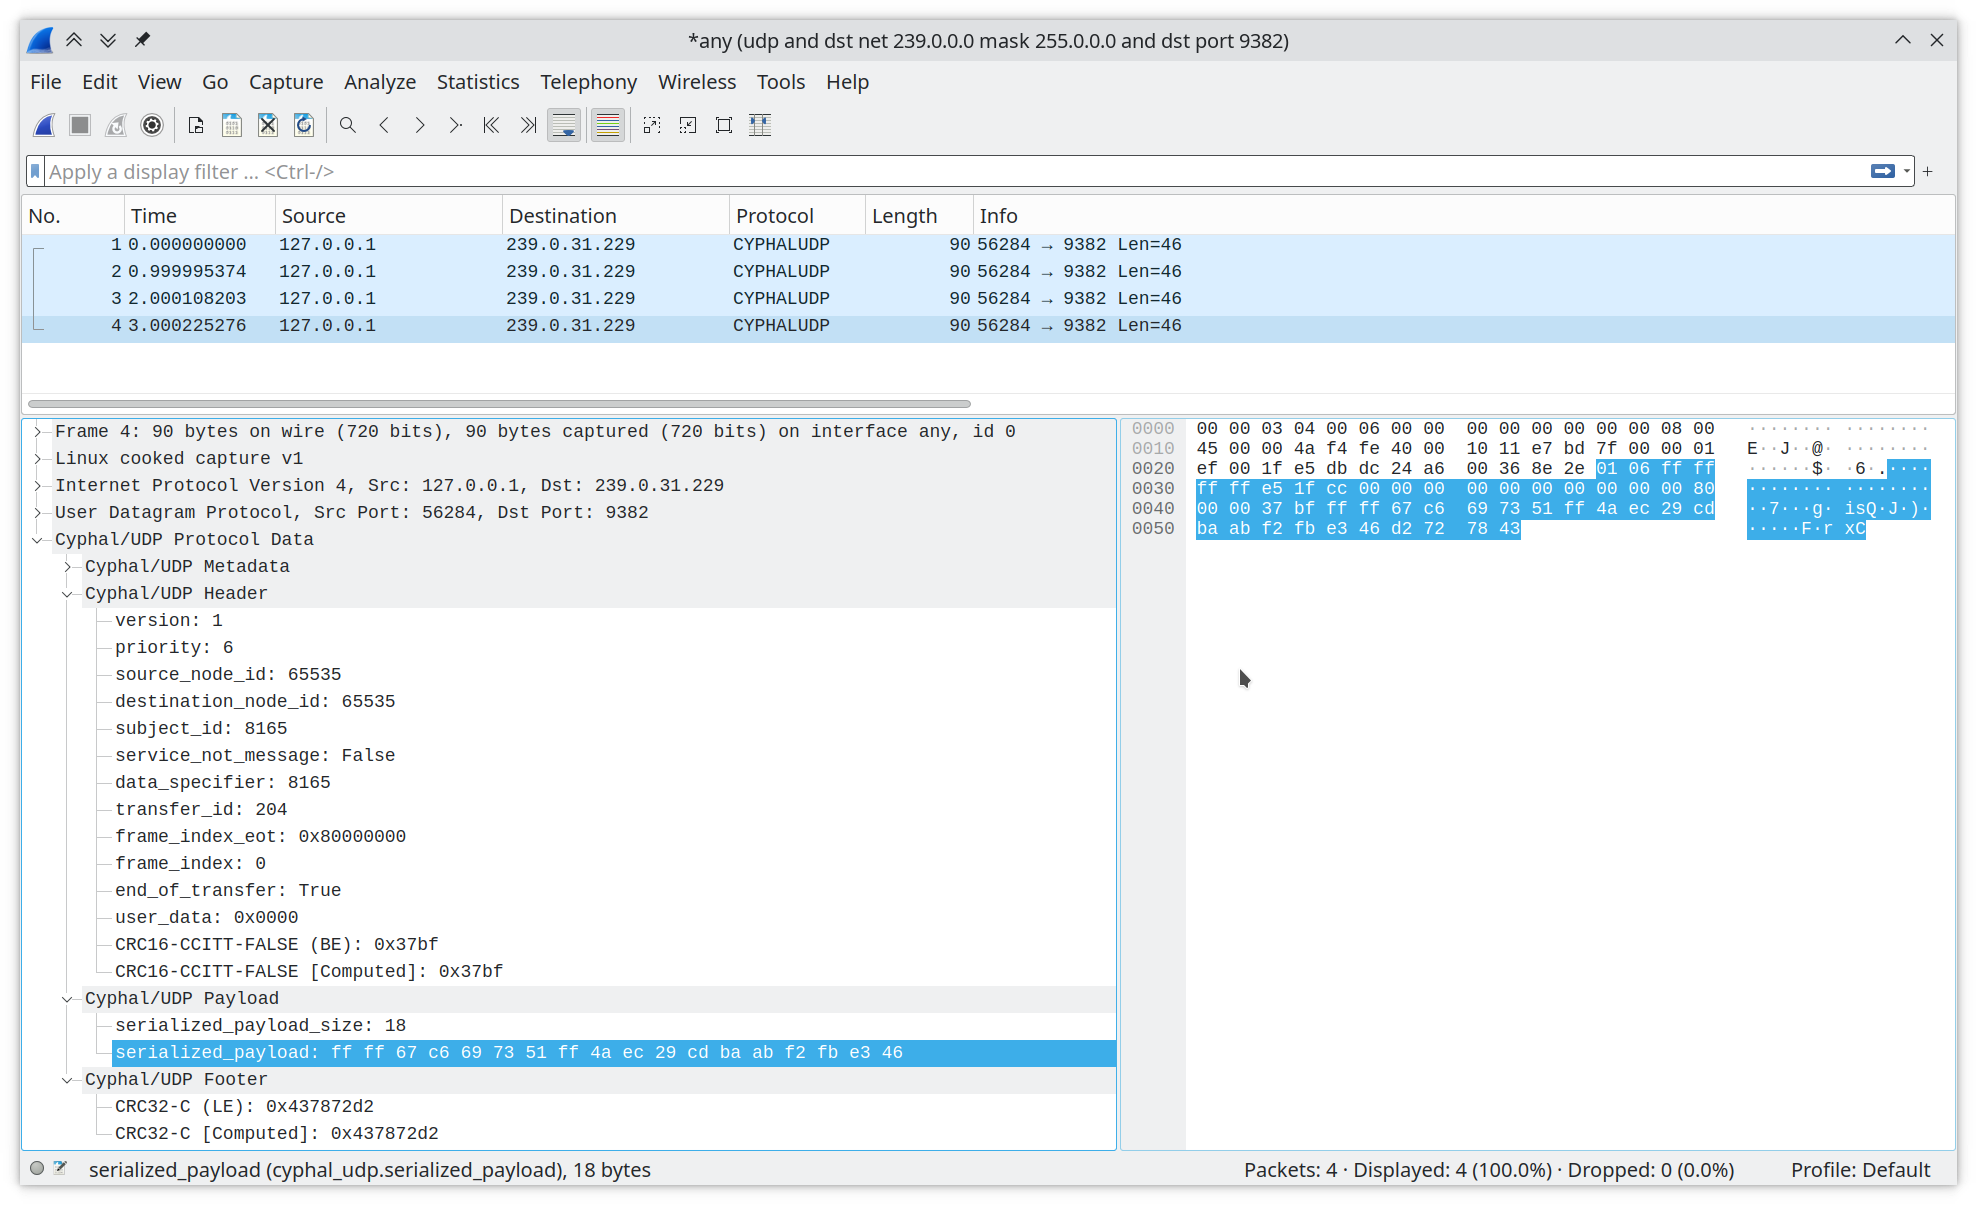 *any (udp and dst net 239.0.0.0 mask 255.0.0.0 and dst port 9382)
File Edit View Go Capture Analyze Statistics Telephony Wireless Tools Help
Apply a display filter ... <Ctrl-/>
No. Time Source Destination Protocol Length Info
1 0.000000000 127.0.0.1 239.0.31.229 CYPHALUDP 90 56284 → 9382 Len=46
2 0.999995374 127.0.0.1 239.0.31.229 CYPHALUDP 90 56284 → 9382 Len=46
3 2.000108203 127.0.0.1 239.0.31.229 CYPHALUDP 90 56284 → 9382 Len=46
4 3.000225276 127.0.0.1 239.0.31.229 CYPHALUDP 90 56284 → 9382 Len=46
Frame 4: 90 bytes on wire (720 bits), 90 bytes captured (720 bits) on interface any, id 0
Linux cooked capture v1
Internet Protocol Version 4, Src: 127.0.0.1, Dst: 239.0.31.229
User Datagram Protocol, Src Port: 56284, Dst Port: 9382
Cyphal/UDP Protocol Data
Cyphal/UDP Metadata
Cyphal/UDP Header
version: 1
priority: 6
source_node_id: 65535
destination_node_id: 65535
subject_id: 8165
service_not_message: False
data_specifier: 8165
transfer_id: 204
frame_index_eot: 0x80000000
frame_index: 0
end_of_transfer: True
user_data: 0x0000
CRC16-CCITT-FALSE (BE): 0x37bf
CRC16-CCITT-FALSE [Computed]: 0x37bf
Cyphal/UDP Payload
serialized_payload_size: 18
serialized_payload: ff ff 67 c6 69 73 51 ff 4a ec 29 cd ba ab f2 fb e3 46
Cyphal/UDP Footer
CRC32-C (LE): 0x437872d2
CRC32-C [Computed]: 0x437872d2
0000 00 00 03 04 00 06 00 00 00 00 00 00 00 00 08 00 ········ ········
0010 45 00 00 4a f4 fe 40 00 10 11 e7 bd 7f 00 00 01 E··J··@· ········
0020 ef 00 1f e5 db dc 24 a6 00 36 8e 2e 01 06 ff ff ······$· ·6·.····
0030 ff ff e5 1f cc 00 00 00 00 00 00 00 00 00 00 80 ········ ········
0040 00 00 37 bf ff ff 67 c6 69 73 51 ff 4a ec 29 cd ··7···g· isQ·J·)·
0050 ba ab f2 fb e3 46 d2 72 78 43 ·····F·r xC
serialized_payload (cyphal_udp.serialized_payload), 18 bytes
Packets: 4 · Displayed: 4 (100.0%) · Dropped: 0 (0.0%)
Profile: Default